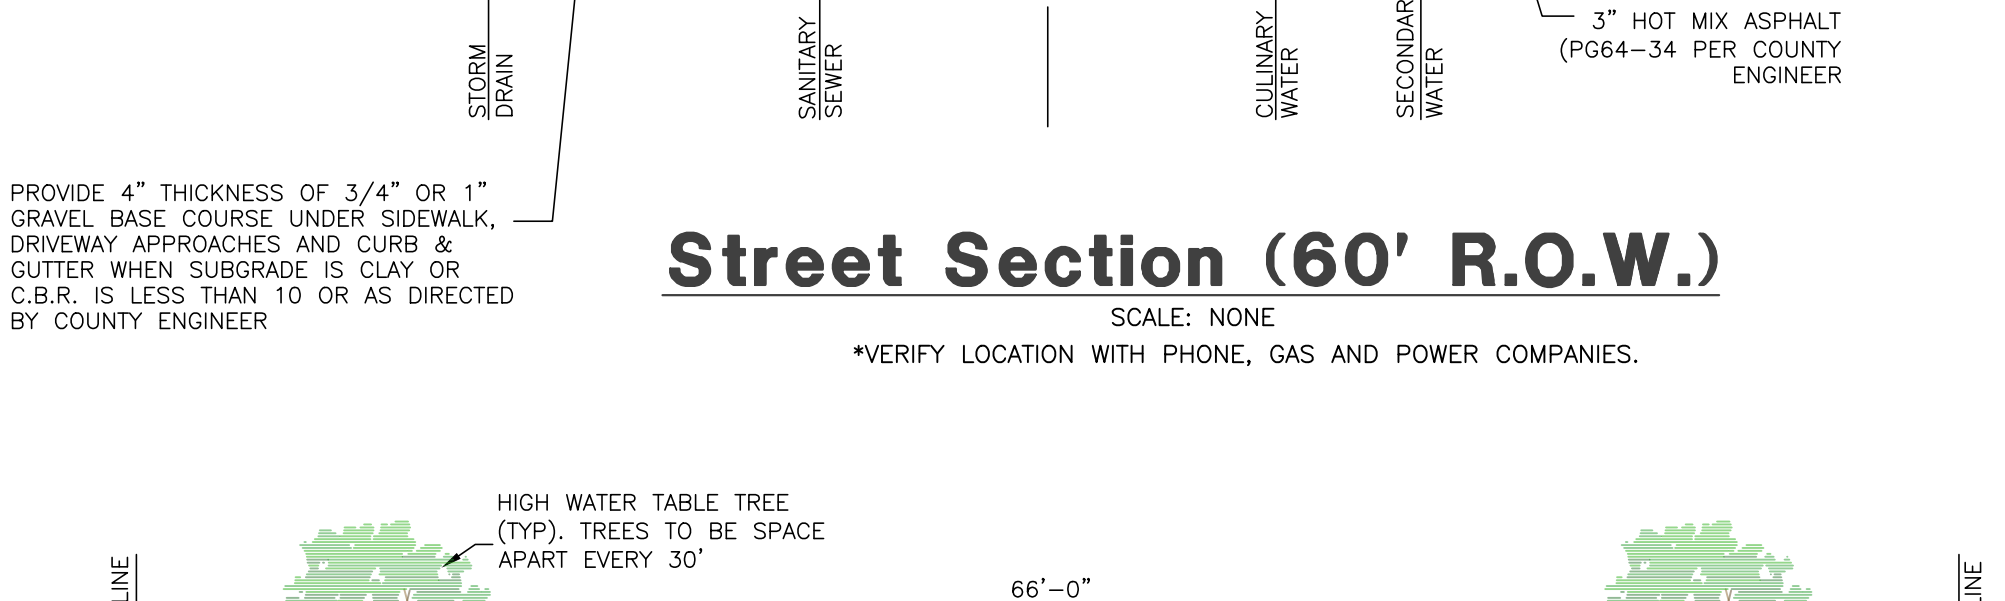 STORM
DRAIN
SANITARY
SEWER
CULINARY
WATER
WATER
3” HOT MIX ASPHALT
(PG64–34 PER COUNTY
ENGINEER
PROVIDE 4” THICKNESS OF 3/4” OR 1”
GRAVEL BASE COURSE UNDER SIDEWALK,
DRIVEWAY APPROACHES AND CURB &
GUTTER WHEN SUBGRADE IS CLAY OR
C.B.R. IS LESS THAN 10 OR AS DIRECTED
BY COUNTY ENGINEER
Street Section (60' R.O.W.)
SCALE: NONE
*VERIFY LOCATION WITH PHONE, GAS AND POWER COMPANIES.
HIGH WATER TABLE TREE
(TYP). TREES TO BE SPACE
APART EVERY 30'
66'–0”
LINE
LINE